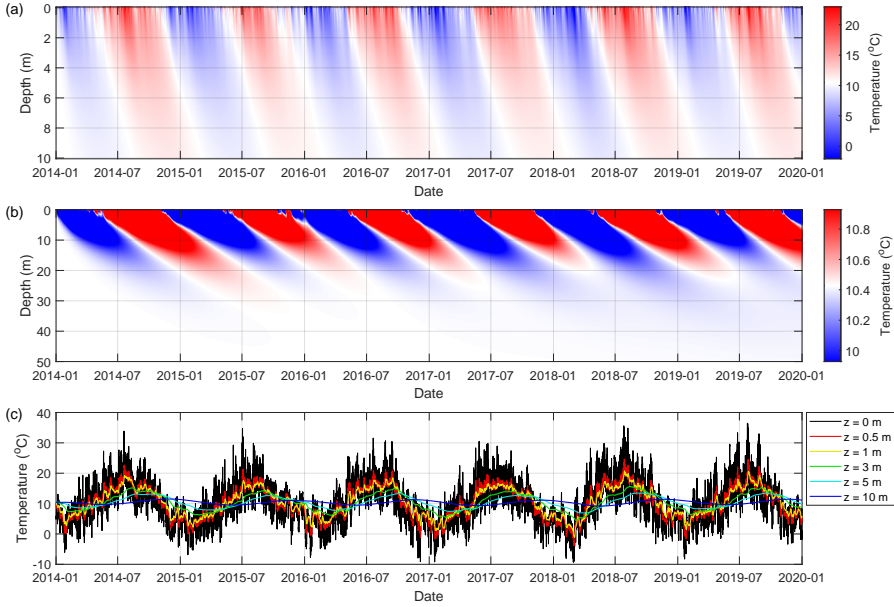 (a)
0
2
4
6
8
10
Depth (m)
2014-01 2014-07 2015-01 2015-07 2016-01 2016-07 2017-01 2017-07 2018-01 2018-07 2019-01 2019-07 2020-01
Date
20
15
10
5
0
Temperature (°C)
(b)
0
10
20
30
40
50
Depth (m)
2014-01 2014-07 2015-01 2015-07 2016-01 2016-07 2017-01 2017-07 2018-01 2018-07 2019-01 2019-07 2020-01
Date
10.8
10.6
10.4
10.2
10
Temperature (°C)
(c)
40
30
20
10
0
-10
Temperature (°C)
2014-01 2014-07 2015-01 2015-07 2016-01 2016-07 2017-01 2017-07 2018-01 2018-07 2019-01 2019-07 2020-01
Date
z = 0 m
z = 0.5 m
z = 1 m
z = 3 m
z = 5 m
z = 10 m